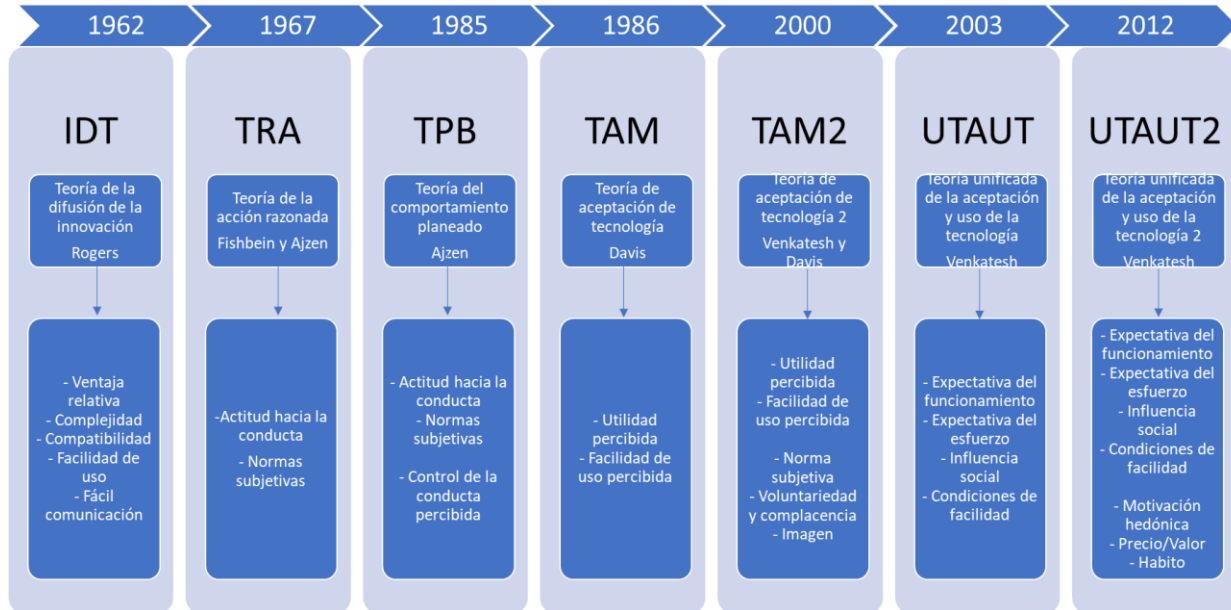 1962
1967
1985
1986
2000
2003
2012
IDT
Teoría de la
difusión de la
innovación
Rogers
- Ventaja
relativa
- Complejidad
- Compatibilidad
- Facilidad de
uso
- Fácil
comunicación
TRA
Teoría de la
acción razonada
Fishbein y Ajzen
-Actitud hacia la
conducta
- Normas
subjetivas
TPB
Teoría del
comportamiento
planeado
Ajzen
- Actitud hacia la
conducta
- Normas
subjetivas
- Control de la
conducta
percibida
TAM
Teoría de
aceptación de
tecnología
Davis
- Utilidad
percibida
- Facilidad de
uso percibida
TAM2
Teoría de
aceptación de
tecnología 2
Venkatesh y
Davis
- Utilidad
percibida
- Facilidad de
uso percibida
- Norma
subjetiva
- Voluntariedad
y complacencia
- Imagen
UTAUT
Teoría unificada
de la aceptación
y uso de la
tecnología
Venkatesh
- Expectativa del
funcionamiento
- Expectativa del
esfuerzo
- Influencia
social
- Condiciones de
facilidad
UTAUT2
Teoría unificada
de la aceptación
y uso de la
tecnología 2
Venkatesh
- Expectativa del
funcionamiento
- Expectativa del
esfuerzo
- Influencia
social
- Condiciones de
facilidad
- Motivación
hedónica
- Precio/Valor
- Habito